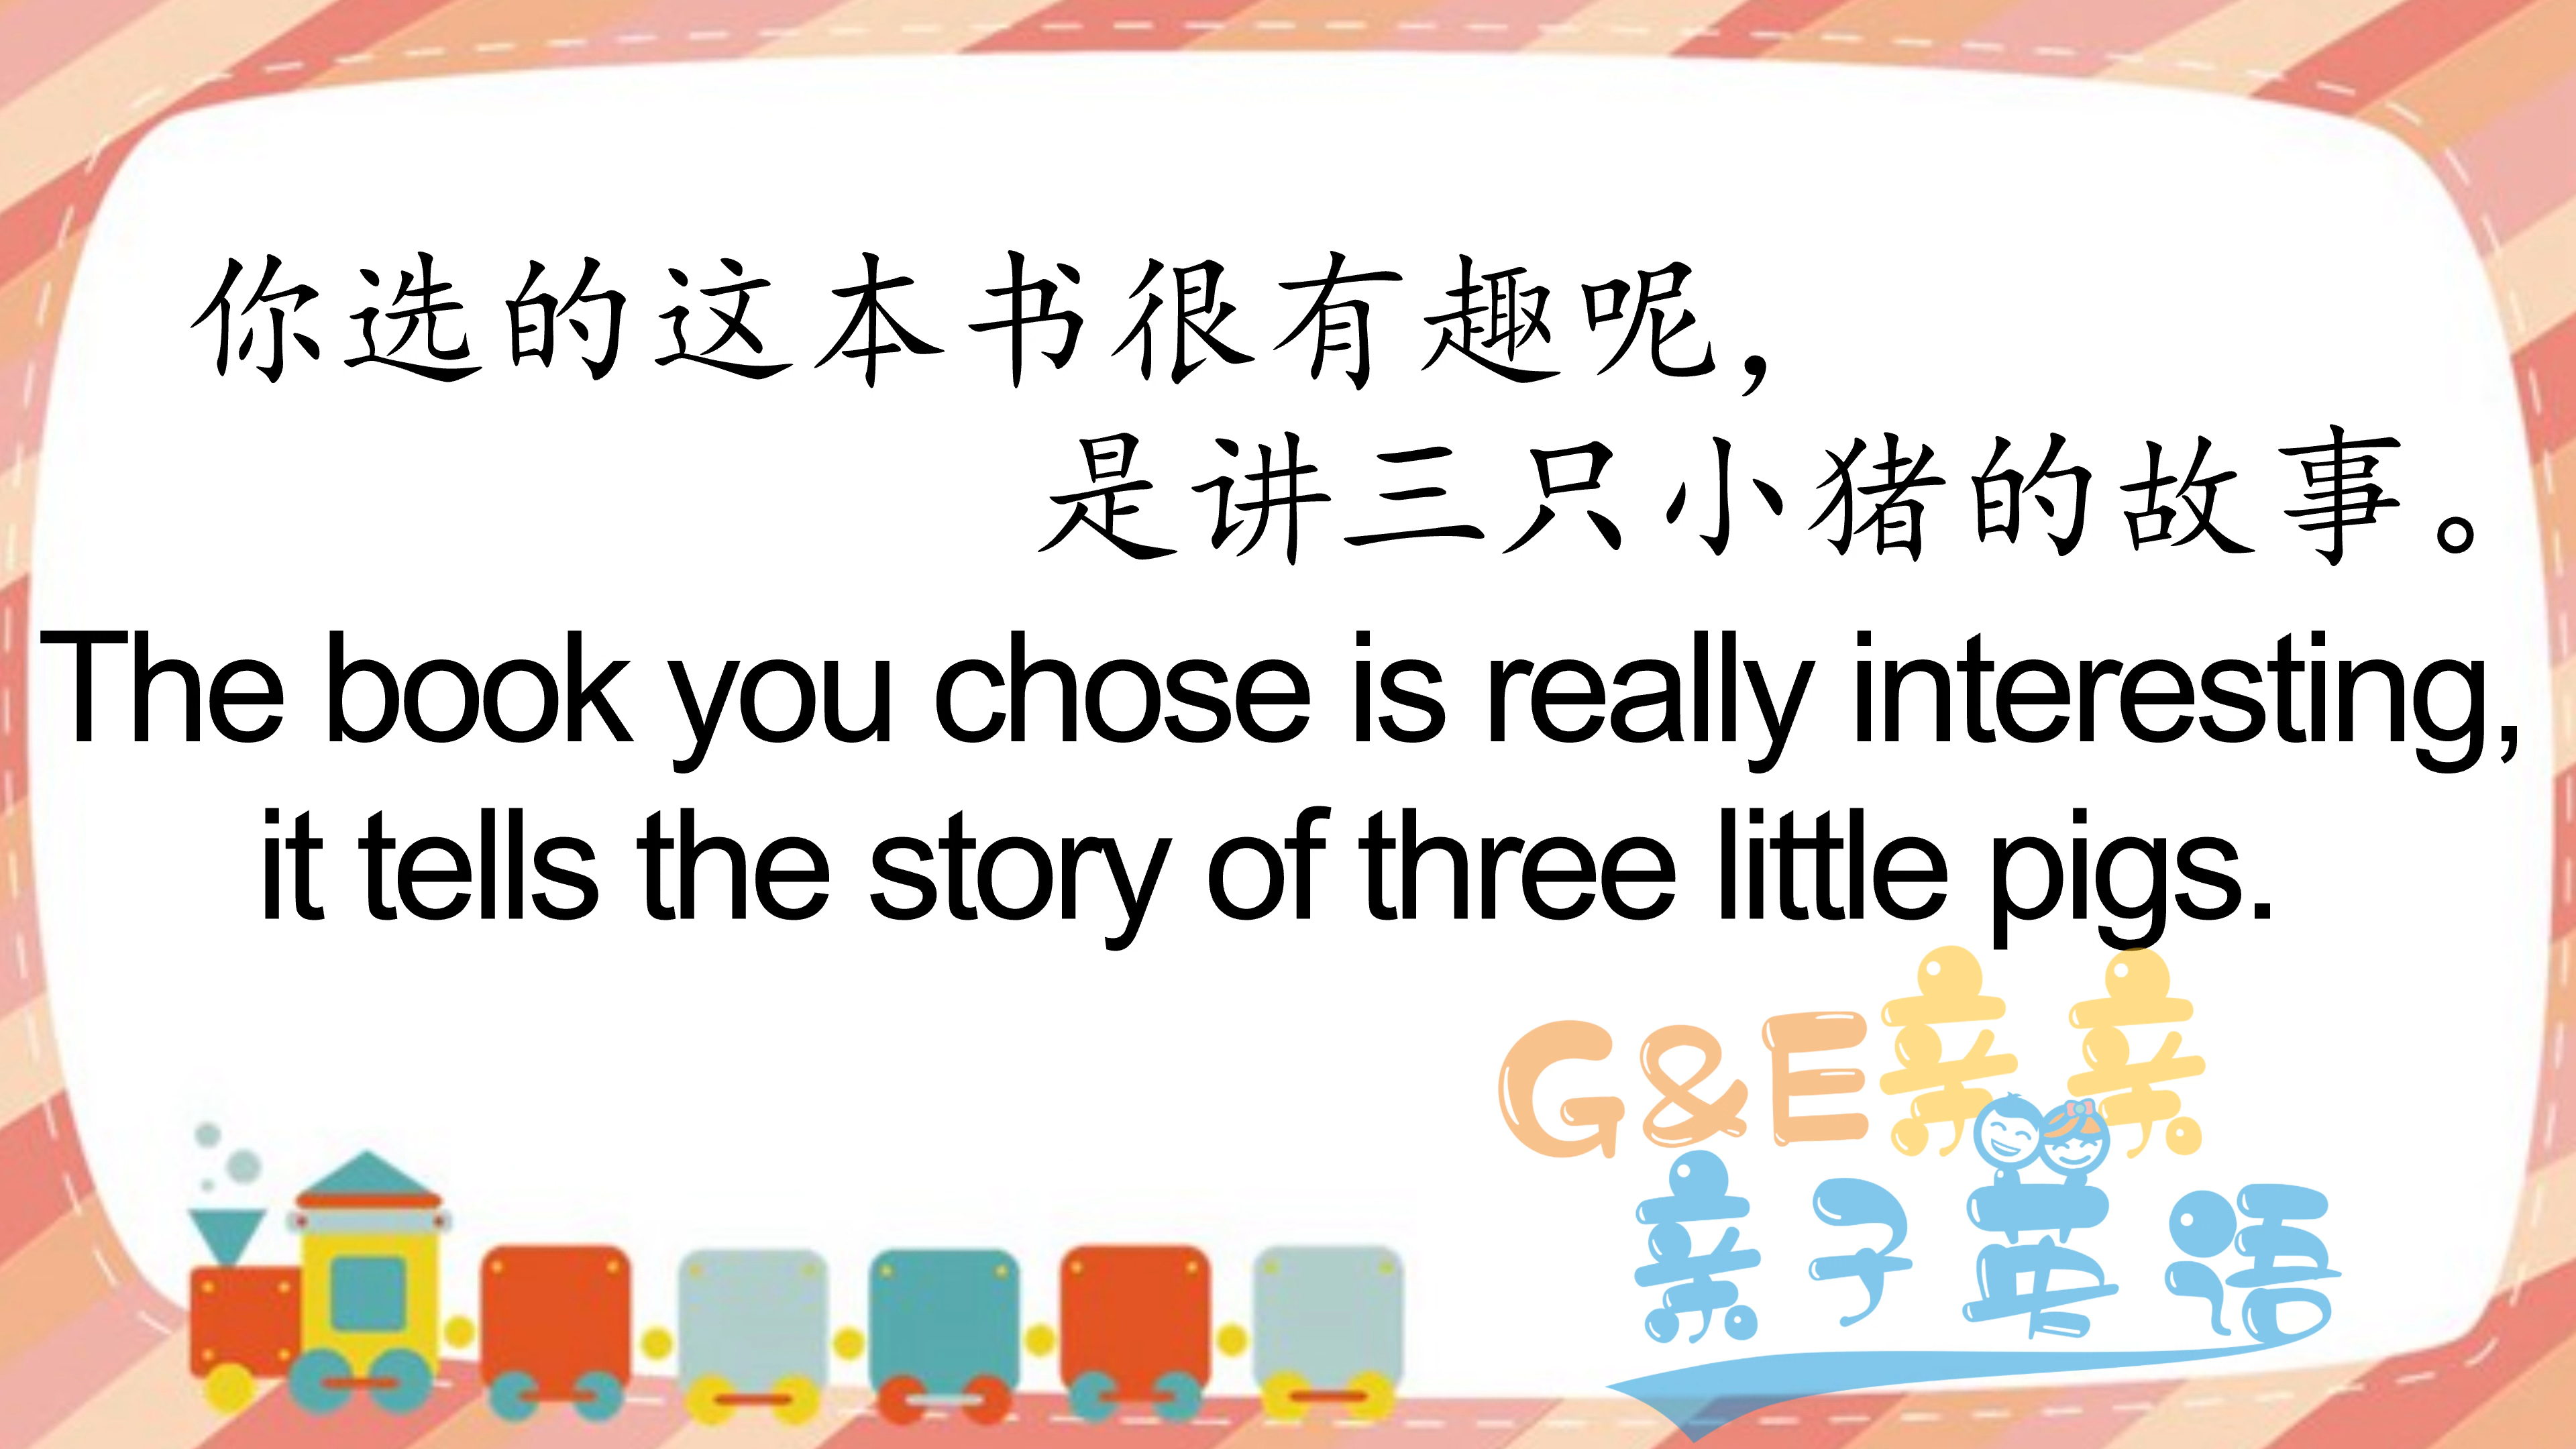 你选的这本书很有趣呢，
是讲三只小猪的故事。
The book you chose is really interesting,
it tells the story of three little pigs.
G&E亲亲
亲子英语